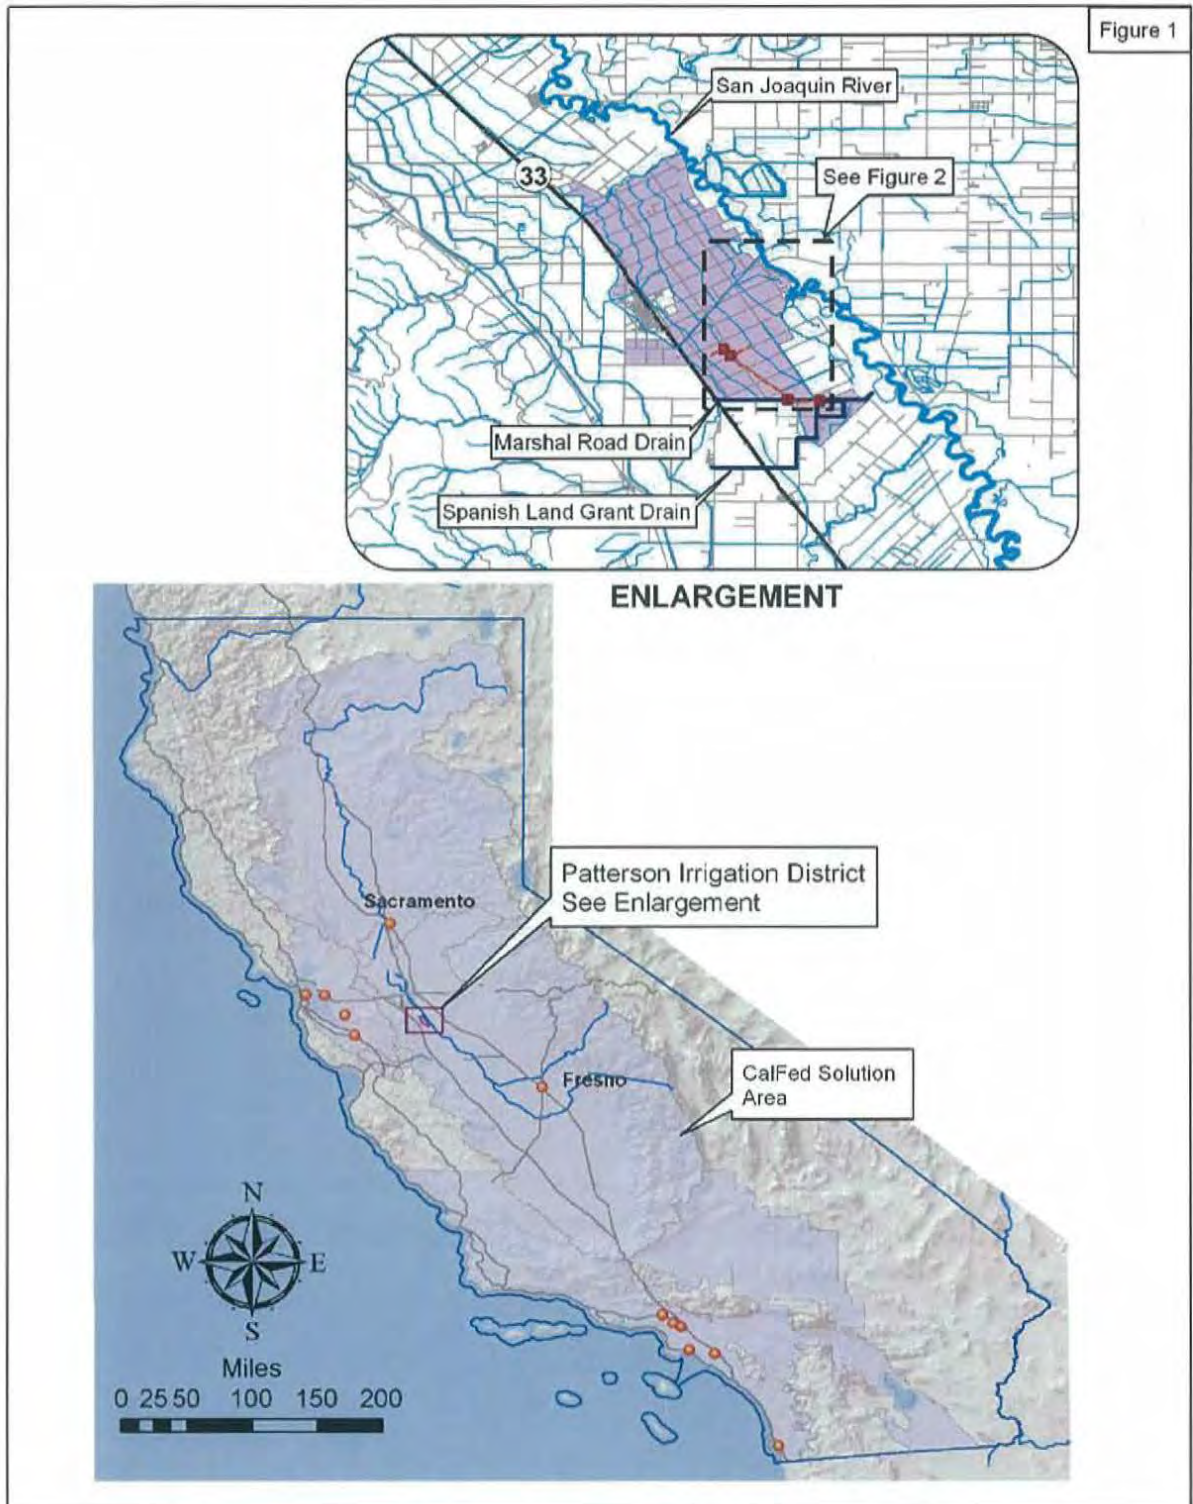 Figure 1
San Joaquin River
33
See Figure 2
Marshal Road Drain
Spanish Land Grant Drain
ENLARGEMENT
Patterson Irrigation District
See Enlargement
Sacramento
Fresno
CalFed Solution
Area
N
W E
S
Miles
0 25 50 100 150 200